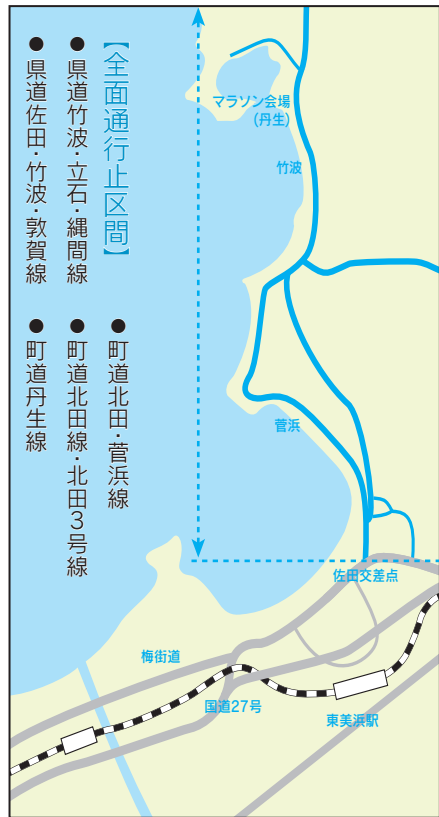 【全面通行止区間】
●県道竹波・立石・縄間線
●県道佐田・竹波・敦賀線
●町道北田・菅浜線
●町道北田線・北田3号線
●町道丹生線
マラソン会場
(丹生)
竹波
菅浜
佐田交差点
梅街道
国道27号
東美浜駅